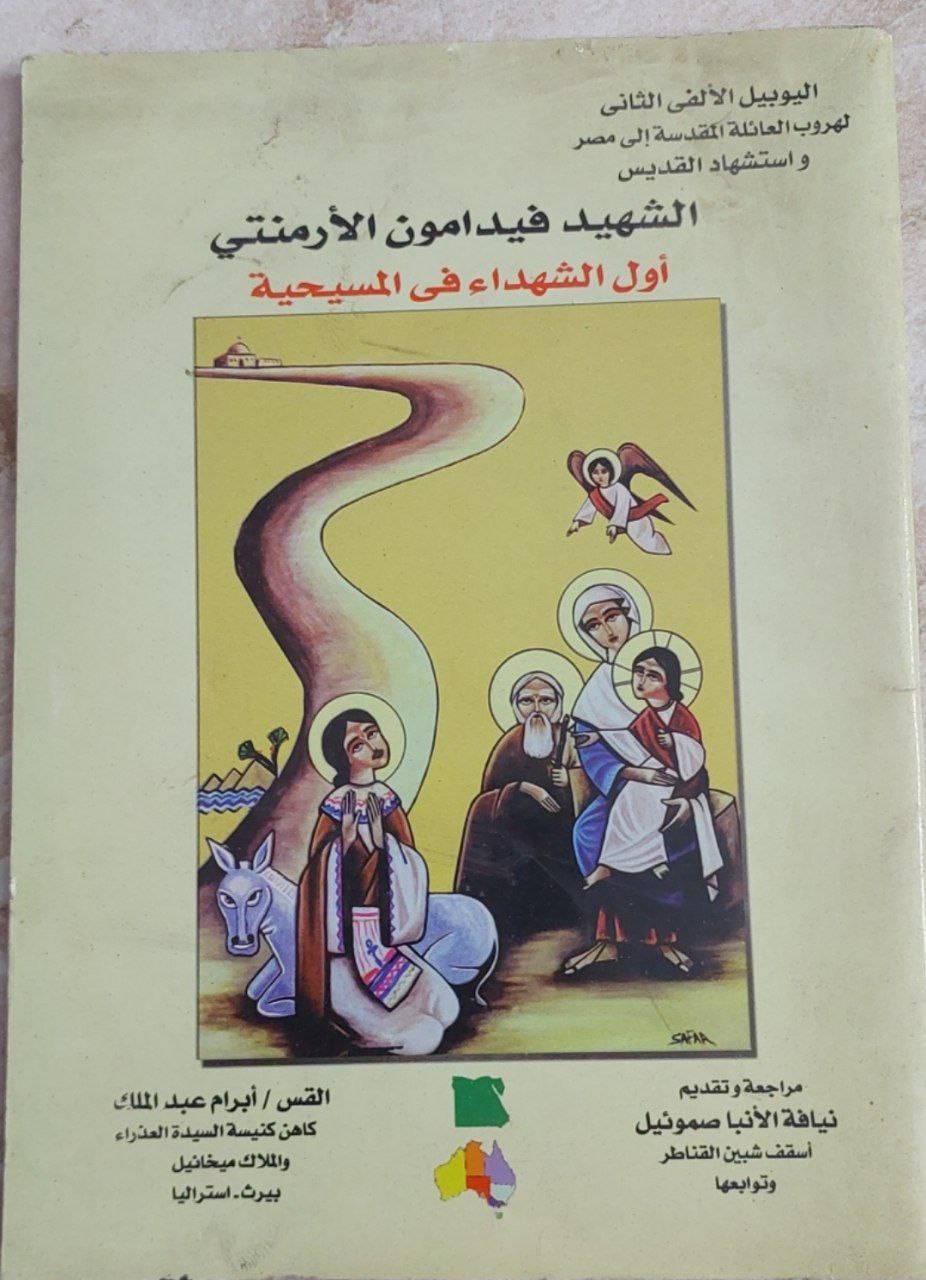 اليوبيل الألفى الثانى
لهروب العائلة المقدسة إلى مصر
و استشهاد القديس
الشهيد فيدامون الأرمنتي
أول الشهداء فى المسيحية
SAFAA
مراجعة وتقديم
نيافة الأنبا صموئيل
أسقف شبين القناطر
وتوابعها
القس / أبرام عبد الملك
كاهن كنيسة السيدة العذراء
والملاك ميخائيل
بيرث - استراليا